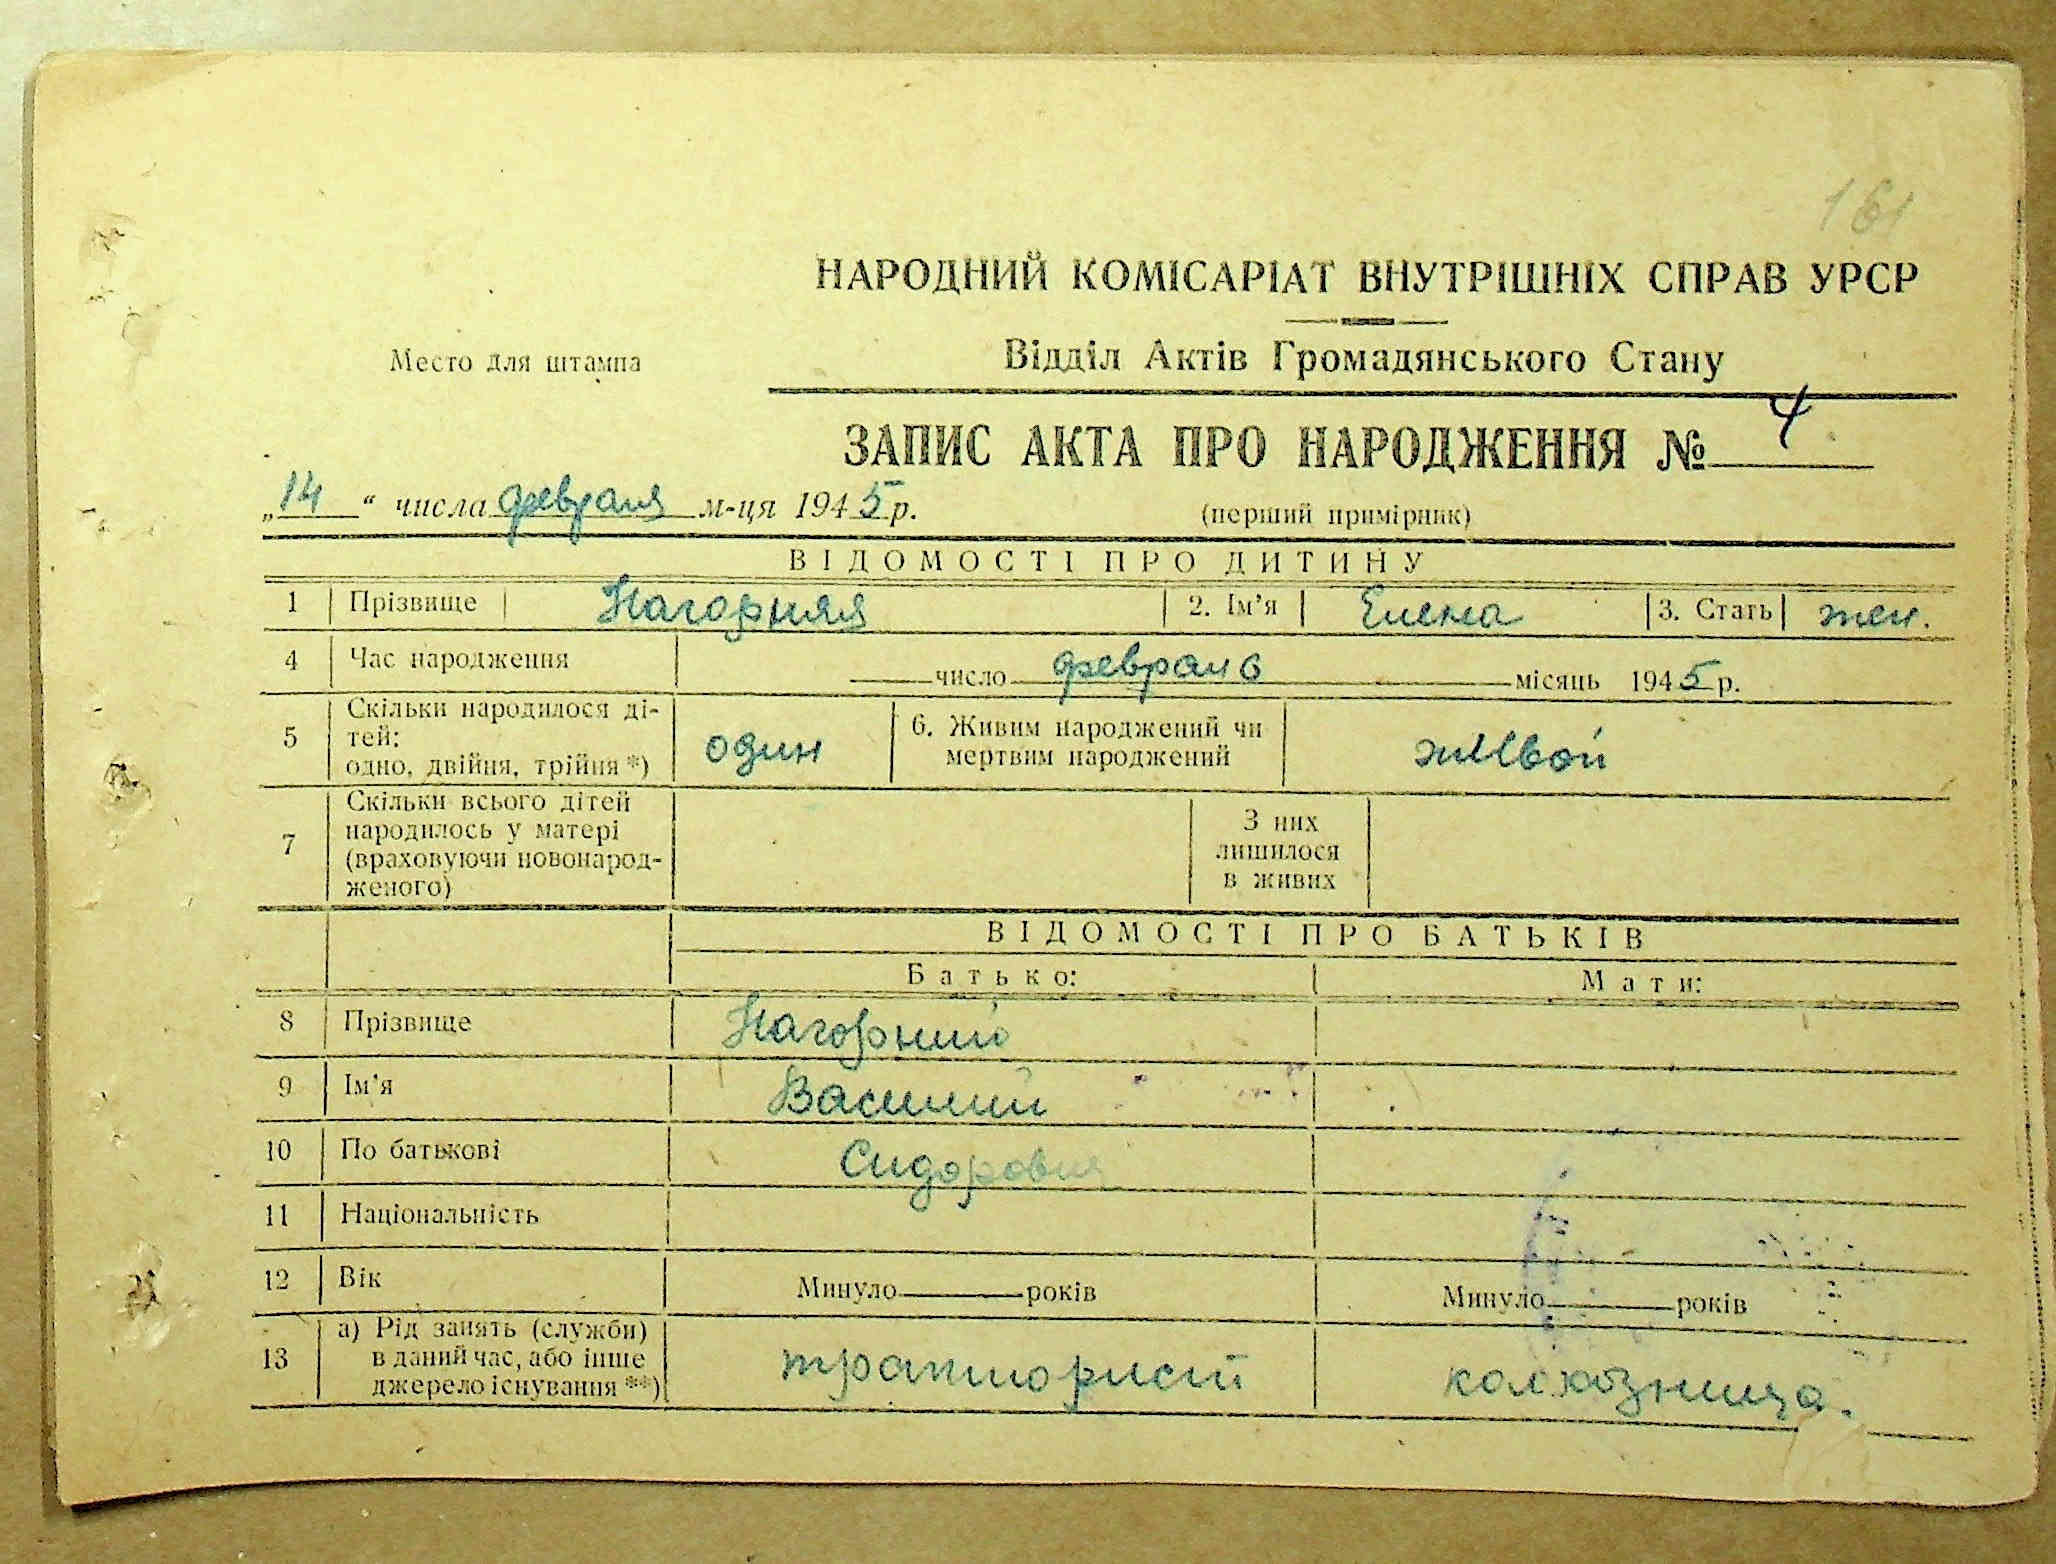 161
НАРОДНИЙ КОМІСАРІАТ ВНУТРІШНІХ СПРАВ УРСР
Место для штампа
Відділ Актів Громадянського Стану
ЗАПИС АКТА ПРО НАРОДЖЕННЯ № 4
„14“ числа февраля м-ця 1945 р.
(перший примірник)
ВІДОМОСТІ ПРО ДИТИНУ
1 Прізвище Нагорняя 2. Ім'я Елена 3. Стать жен.
4 Час народження число февраль місяць 1945 р.
5 Скільки народилося ді-
тей:
одно, двійня, трійня *) один 6. Живим народжений чи
мертвим народжений живой
7 Скільки всього дітей
народилось у матері
(враховуючи новонарод-
женого)
З них
лишилося
в живих
ВІДОМОСТІ ПРО БАТЬКІВ
Батько: Мати:
8 Прізвище Нагорний
9 Ім'я Василий
10 По батькові Сидорович
11 Національність
12 Вік Минуло років Минуло років
13 а) Рід занять (служби)
в даний час, або інше
джерело існування **) тракторист колхозница.